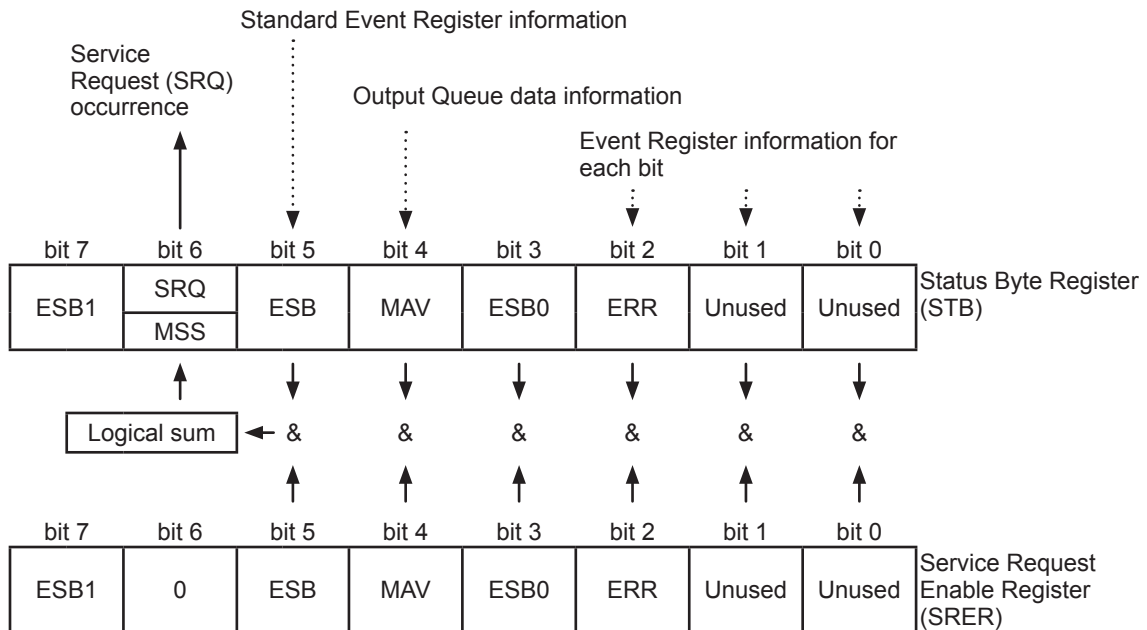 Standard Event Register information
Service
Request (SRQ)
occurrence
Output Queue data information
Event Register information for
each bit
bit 7 bit 6 bit 5 bit 4 bit 3 bit 2 bit 1 bit 0
ESB1 SRQ ESB MAV ESB0 ERR Unused Unused
MSS
Status Byte Register
(STB)
Logical sum & & & & & &
bit 7 bit 6 bit 5 bit 4 bit 3 bit 2 bit 1 bit 0
ESB1 0 ESB MAV ESB0 ERR Unused Unused
Service Request
Enable Register
(SRER)